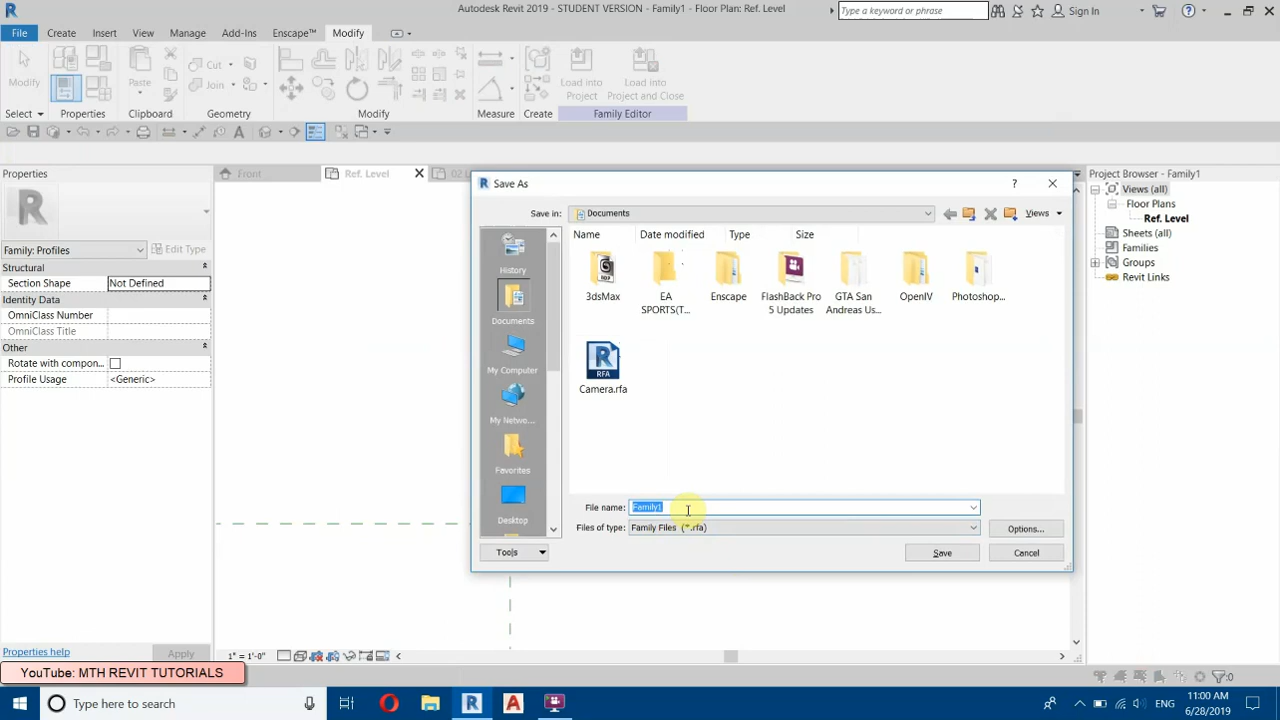 Autodesk Revit 2019 - STUDENT VERSION - Family1 - Floor Plan: Ref. Level
Type a keyword or phrase
Sign In
File Create Insert View Manage Add-Ins Enscape™ Modify
Cut
Join
Modify
Paste
Load into
Project
Load into
Project and Close
Select Properties Clipboard Geometry Modify Measure Create Family Editor
Properties
Family: Profiles
Edit Type
Structural
Section Shape Not Defined
Identity Data
OmniClass Number
OmniClass Title
Other
Rotate with compon...
Profile Usage <Generic>
Properties help
Apply
Front
Ref. Level
02
Save As
Save in: Documents
Views
Name Date modified Type Size
History
Documents
My Computer
My Netwo...
Favorites
Desktop
3dsMax
EA
SPORTS(T...
Enscape
FlashBack Pro
5 Updates
GTA San
Andreas Us...
OpenIV
Photoshop...
RFA
Camera.rfa
File name: Family1
Files of type: Family Files (*.rfa)
Options...
Tools
Save
Cancel
Project Browser - Family1
Views (all)
Floor Plans
Ref. Level
Sheets (all)
Families
Groups
Revit Links
1" = 1'-0"
:0
YouTube: MTH REVIT TUTORIALS
Type here to search
ENG
11:00 AM
6/28/2019